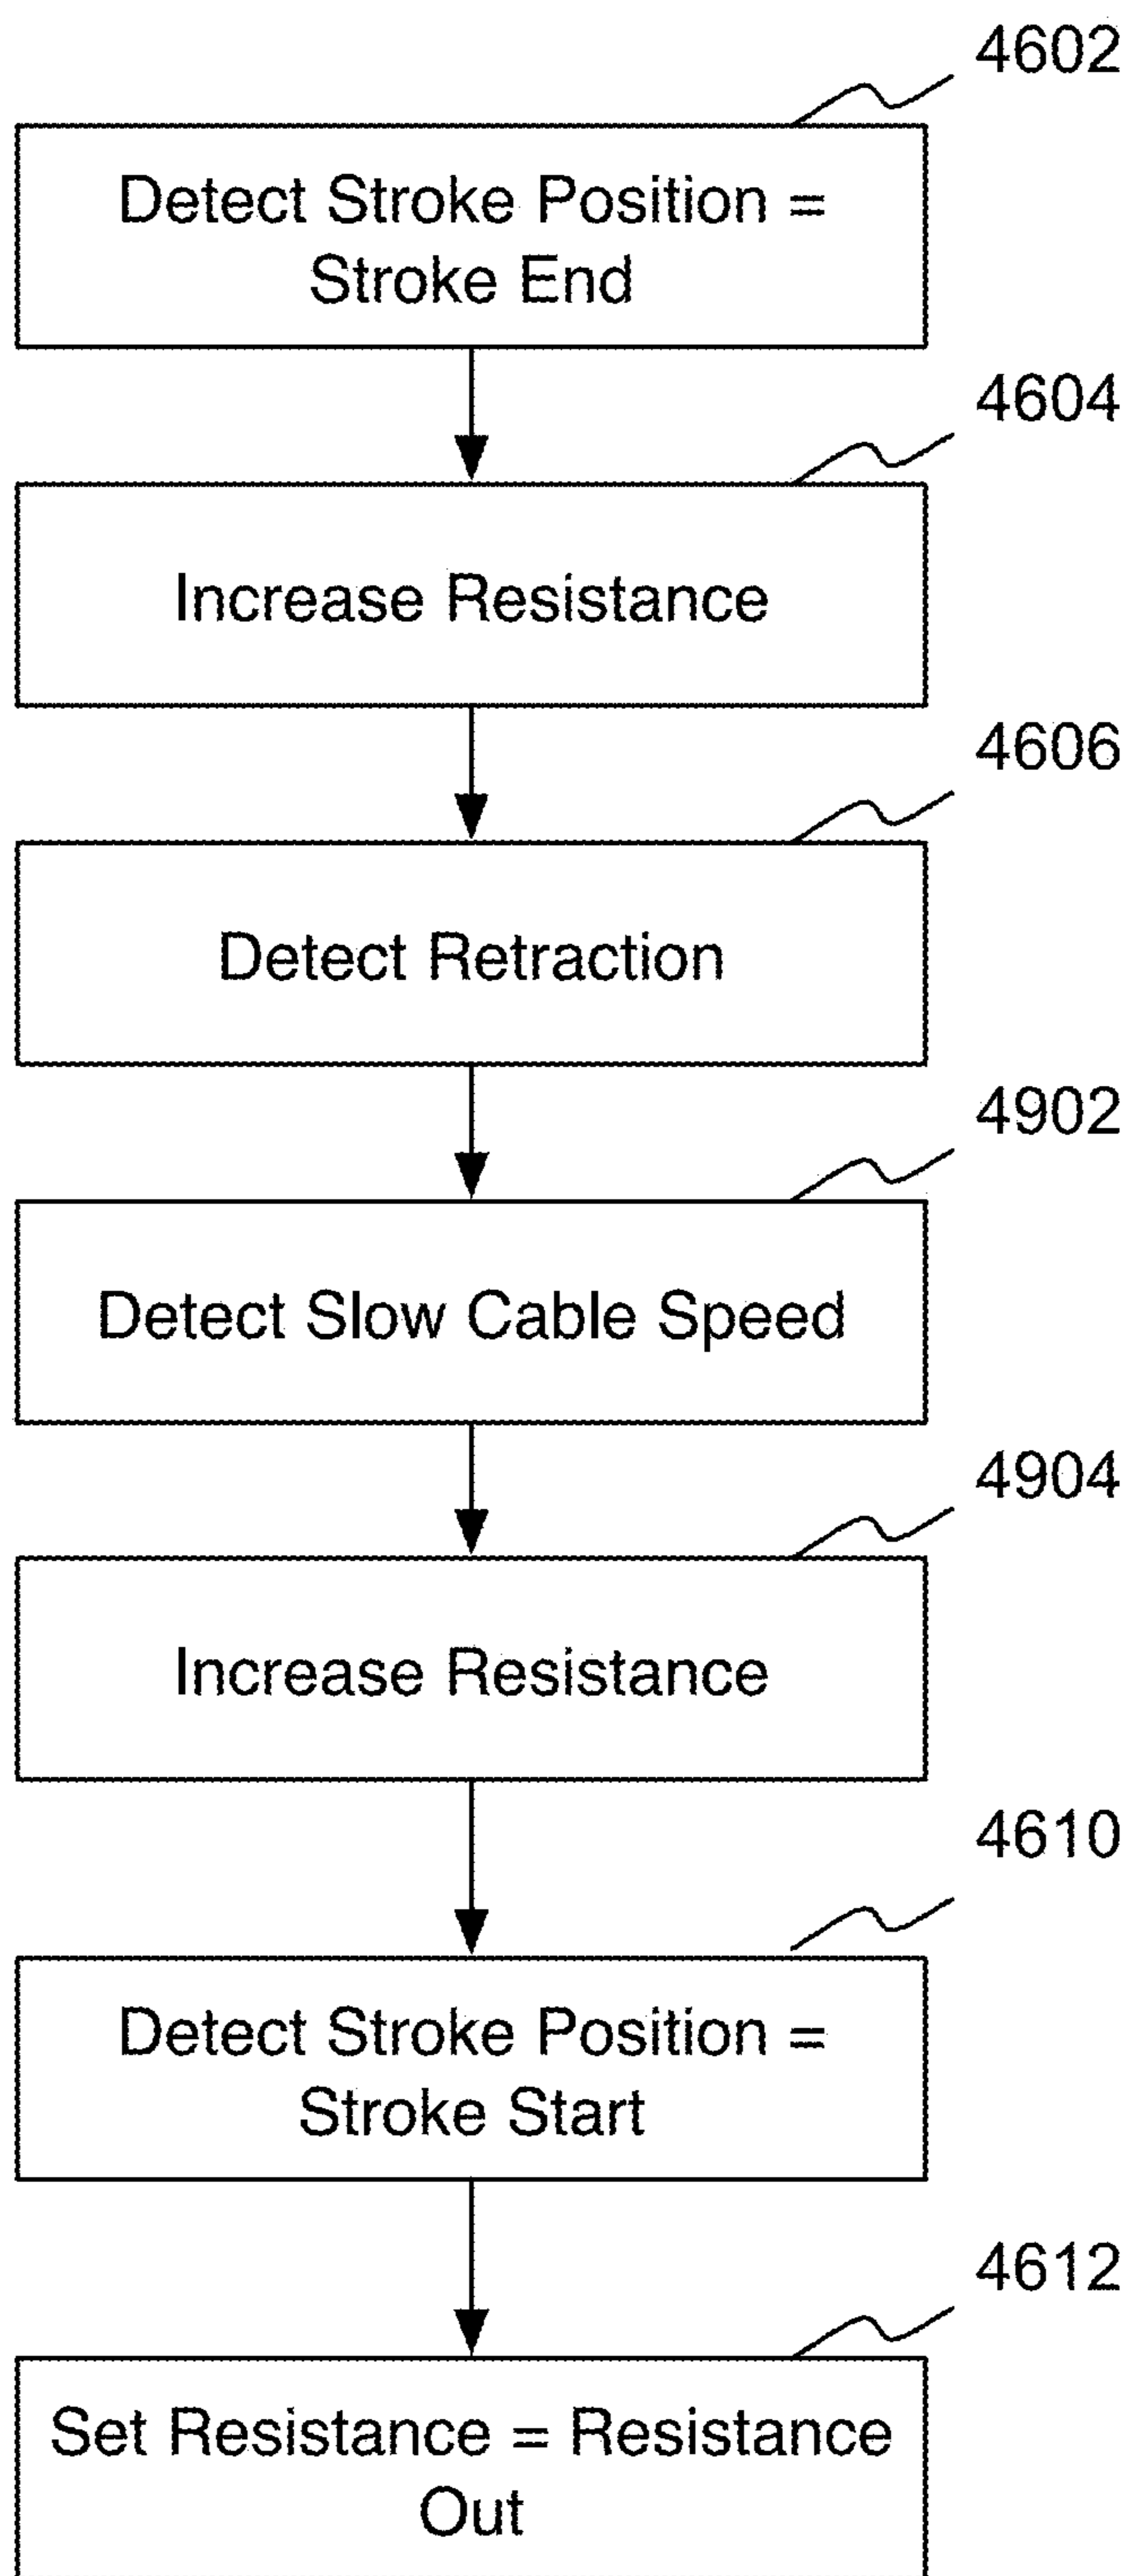 4602
Detect Stroke Position =
Stroke End
4604
Increase Resistance
4606
Detect Retraction
4902
Detect Slow Cable Speed
4904
Increase Resistance
4610
Detect Stroke Position =
Stroke Start
4612
Set Resistance = Resistance
Out